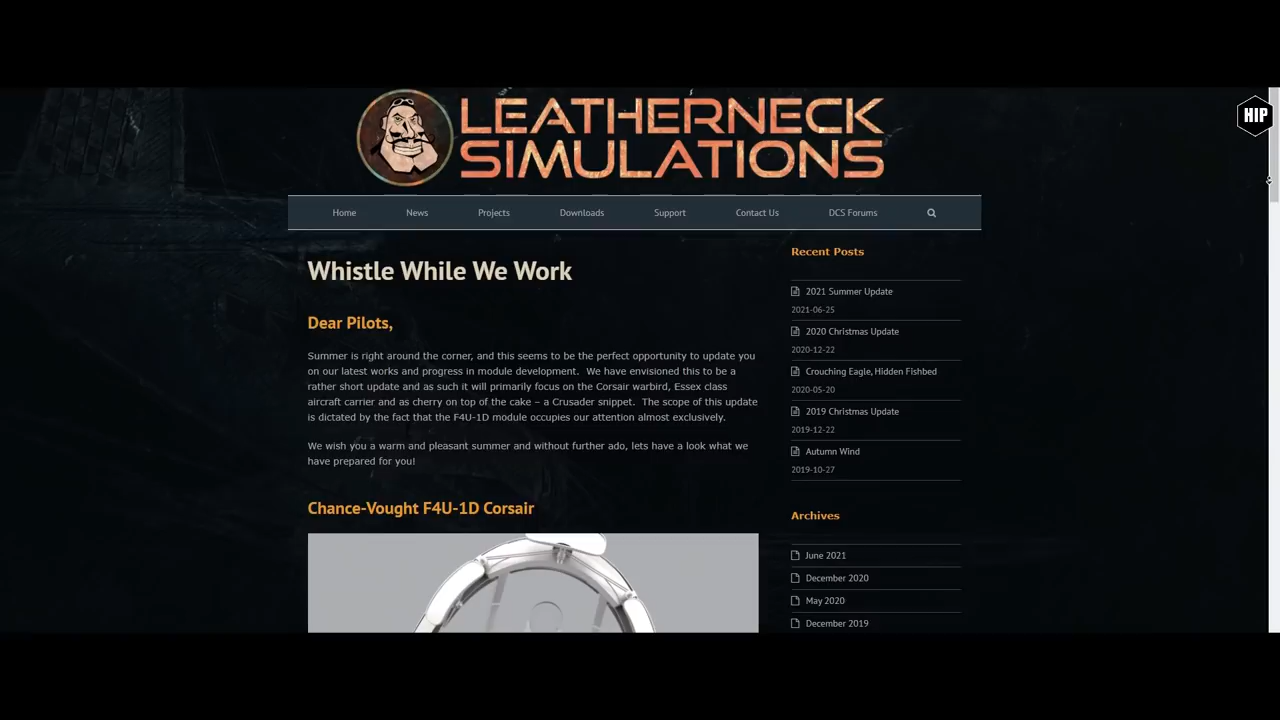 LEATHERNECK
SIMULATIONS
HIP
Home News Projects Downloads Support Contact Us DCS Forums
Whistle While We Work
Dear Pilots,
Summer is right around the corner, and this seems to be the perfect opportunity to update you
on our latest works and progress in module development. We have envisioned this to be a
rather short update and as such it will primarily focus on the Corsair warbird, Essex class
aircraft carrier and as cherry on top of the cake – a Crusader snippet. The scope of this update
is dictated by the fact that the F4U-1D module occupies our attention almost exclusively.
We wish you a warm and pleasant summer and without further ado, lets have a look what we
have prepared for you!
Chance-Vought F4U-1D Corsair
Recent Posts
2021 Summer Update
2021-06-25
2020 Christmas Update
2020-12-22
Crouching Eagle, Hidden Fishbed
2020-05-20
2019 Christmas Update
2019-12-22
Autumn Wind
2019-10-27
Archives
June 2021
December 2020
May 2020
December 2019